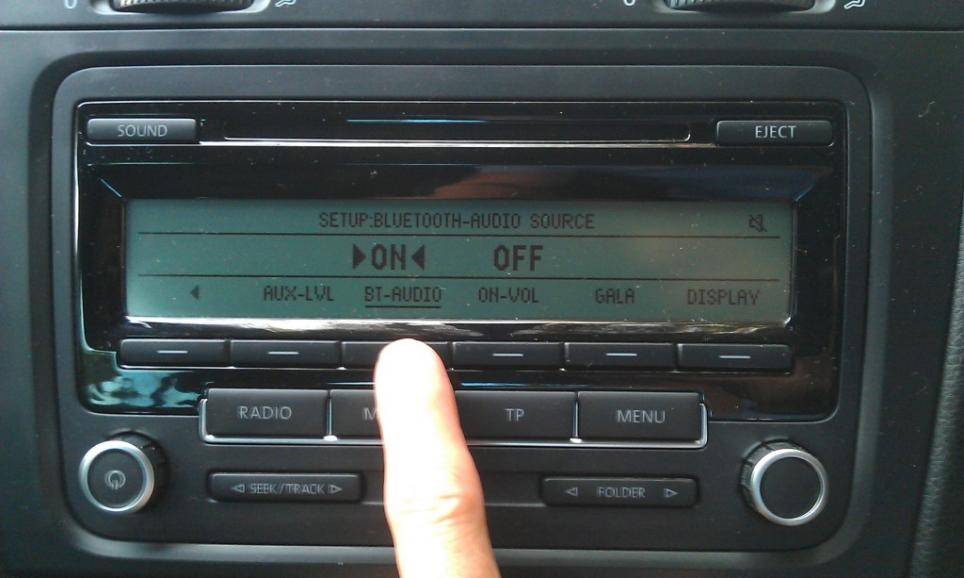 SOUND
EJECT
SETUP:BLUETOOTH-AUDIO SOURCE
ON OFF
AUX-LVL BT-AUDIO ON-VOL GALA DISPLAY
RADIO M TP MENU
SEEK/TRACK FOLDER